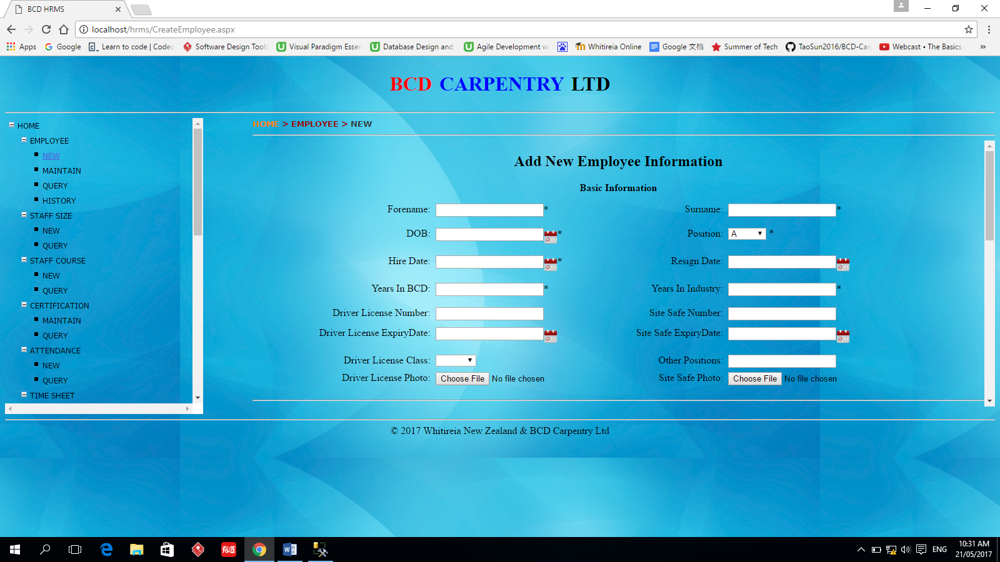 BCD HRMS
localhost/hrms/CreateEmployee.aspx
Apps Google Learn to code | Codec Software Design Tools Visual Paradigm Essen Database Design and Agile Development w Whitireia Online Google 文档 Summer of Tech TaoSun2016/BCD-Car Webcast • The Basics »
BCD CARPENTRY LTD
HOME
EMPLOYEE
NEW
MAINTAIN
QUERY
HISTORY
STAFF SIZE
NEW
QUERY
STAFF COURSE
NEW
QUERY
CERTIFICATION
MAINTAIN
QUERY
ATTENDANCE
NEW
QUERY
TIME SHEET
HOME > EMPLOYEE > NEW
Add New Employee Information
Basic Information
Forename: * Surname: *
DOB: * Position: A *
Hire Date: * Resign Date:
Years In BCD: * Years In Industry: *
Driver License Number: Site Safe Number:
Driver License ExpiryDate: Site Safe ExpiryDate:
Driver License Class: Other Positions:
Driver License Photo: Choose File No file chosen Site Safe Photo: Choose File No file chosen
© 2017 Whitireia New Zealand & BCD Carpentry Ltd
有道
ENG
10:31 AM
21/05/2017